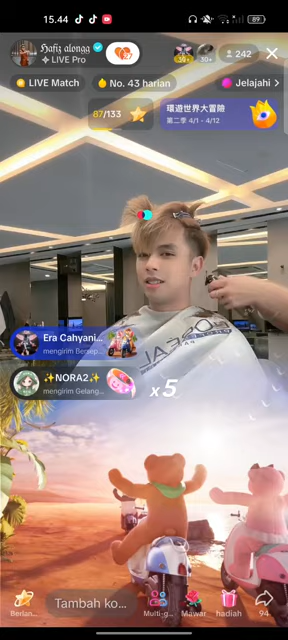 15.44
89
ℌ𝔞𝔣𝔦𝔷 𝔞𝔩𝔬𝔫𝔤𝔤
LIVE Pro
30+
30+
242
LIVE Match
No. 43 harian
Jelajahi >
87/133
環遊世界大冒險
第二季 4/1 - 4/12
Era Cahyani...
mengirim Bersep...
✨NORA2✨
mengirim Gelang...
x5
Berlan...
Tambah ko...
Multi-g...
Mawar
hadiah
94